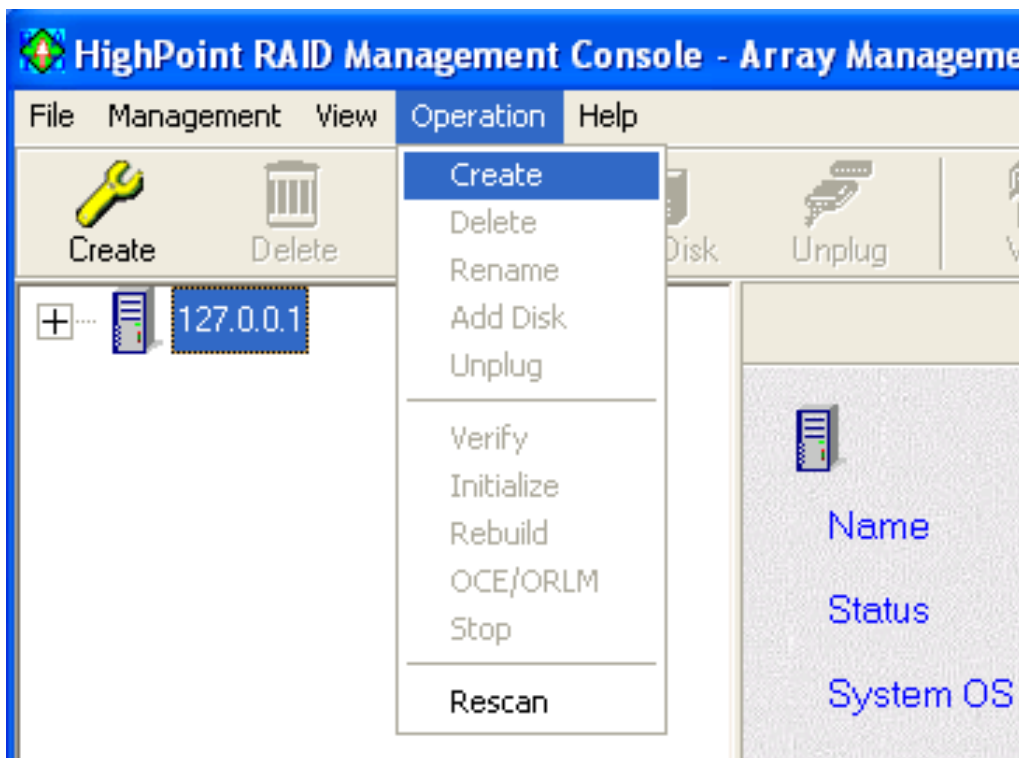 HighPoint RAID Management Console - Array Manageme
File Management View Operation Help
Create Delete Disk Unplug
127.0.0.1
Create
Delete
Rename
Add Disk
Unplug
Verify
Initialize
Rebuild
OCE/ORLM
Stop
Rescan
Name
Status
System OS